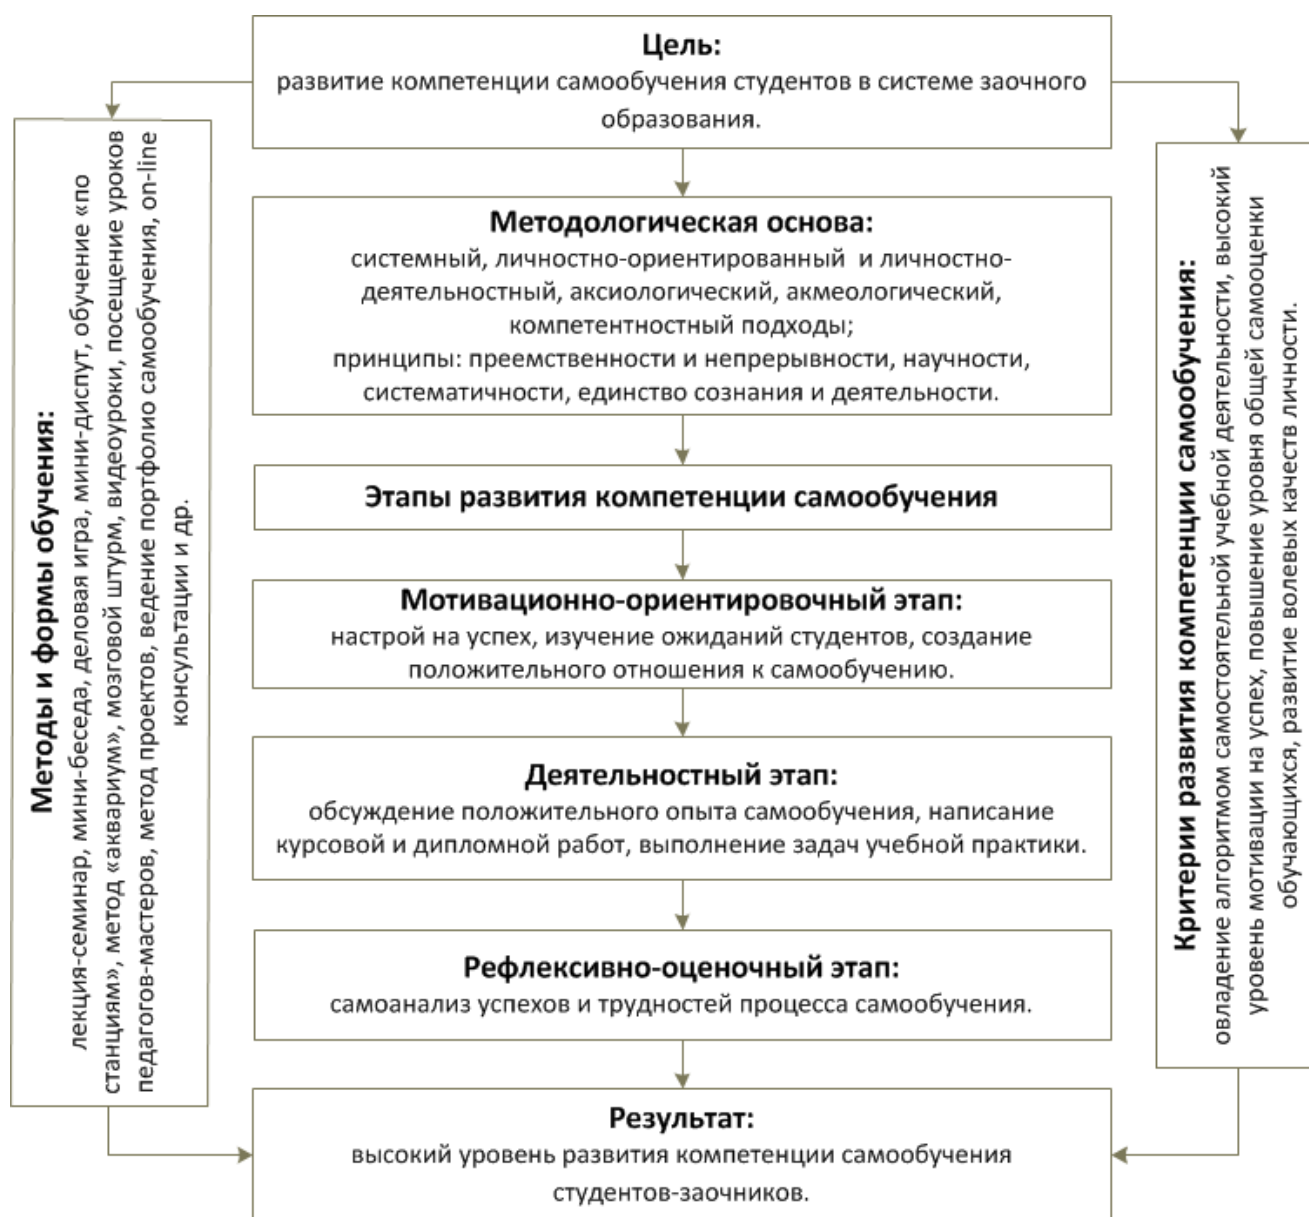 Цель:
развитие компетенции самообучения студентов в системе заочного
образования.
Методы и формы обучения:
лекция-семинар, мини-беседа, деловая игра, мини-диспут, обучение «по
станциям», метод «аквариум», мозговой штурм, видеоуроки, посещение уроков
педагогов-мастеров, метод проектов, ведение портфолио самообучения, on-line
консультации и др.
Методологическая основа:
системный, личностно-ориентированный и личностно-
деятельностный, аксиологический, акмеологический,
компетентностный подходы;
принципы: преемственности и непрерывности, научности,
систематичности, единство сознания и деятельности.
Этапы развития компетенции самообучения
Мотивационно-ориентировочный этап:
настрой на успех, изучение ожиданий студентов, создание
положительного отношения к самообучению.
Деятельностный этап:
обсуждение положительного опыта самообучения, написание
курсовой и дипломной работ, выполнение задач учебной практики.
Рефлексивно-оценочный этап:
самоанализ успехов и трудностей процесса самообучения.
Критерии развития компетенции самообучения:
овладение алгоритмом самостоятельной учебной деятельности, высокий
уровень мотивации на успех, повышение уровня общей самооценки
обучающихся, развитие волевых качеств личности.
Результат:
высокий уровень развития компетенции самообучения
студентов-заочников.